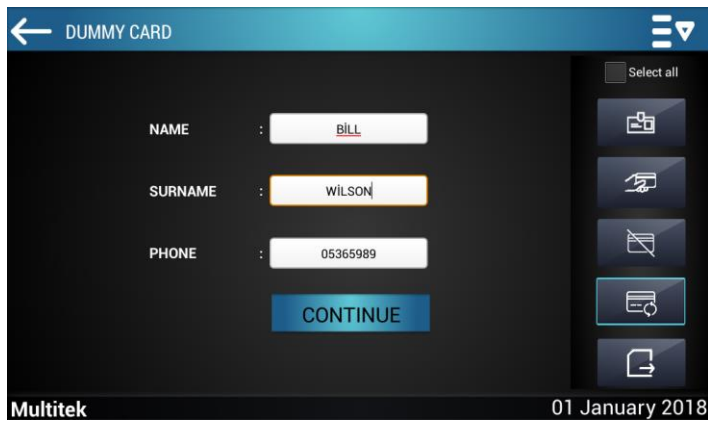 DUMMY CARD
Select all
NAME : BİLL
SURNAME : WİLSON
PHONE : 05365989
CONTINUE
Multitek 01 January 2018